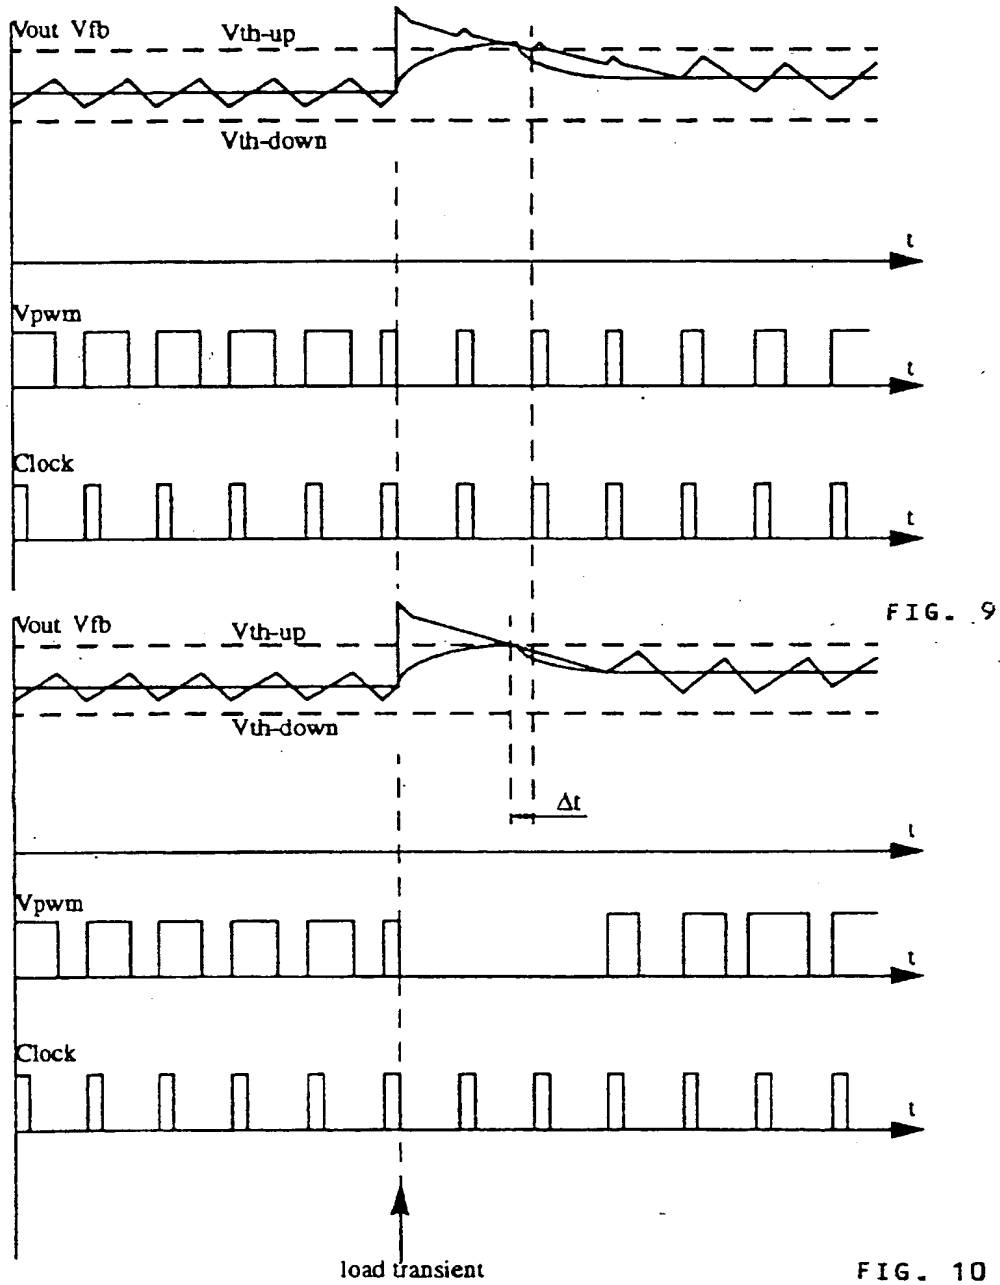 Vout Vfb
Vth-up
Vth-down
t
Vpwm
t
Clock
t
FIG. 9
Vout Vfb
Vth-up
Vth-down
Δt
t
Vpwm
t
Clock
t
load transient
FIG. 10